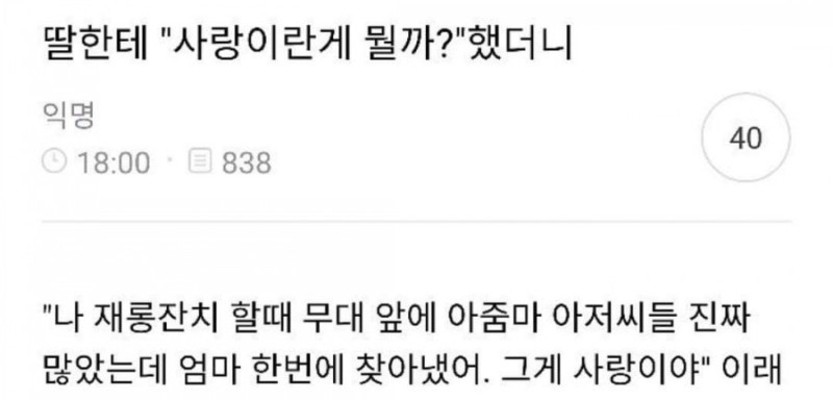 딸한테 "사랑이란게 뭘까?"했더니
익명
18:00 · 838
40
"나 재롱잔치 할때 무대 앞에 아줌마 아저씨들 진짜
많았는데 엄마 한번에 찾아냈어. 그게 사랑이야" 이래